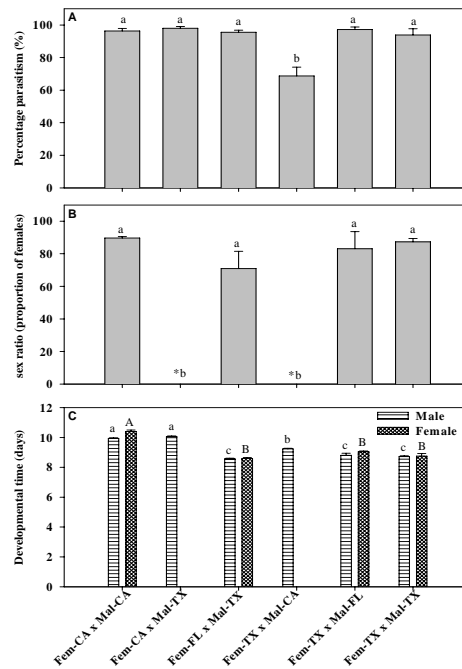 A
Percentage parasitism (%)
100
80
60
40
20
0
a
a
a
b
a
a
B
sex ratio (proportion of females)
100
80
60
40
20
0
a
*b
a
*b
a
a
C
Developmental time (days)
12
10
8
6
4
2
0
Male
Female
a
A
a
c
B
b
c
B
c
B
Fem-CA x Mal-CA
Fem-CA x Mal-TX
Fem-FL x Mal-TX
Fem-TX x Mal-CA
Fem-TX x Mal-FL
Fem-TX x Mal-TX